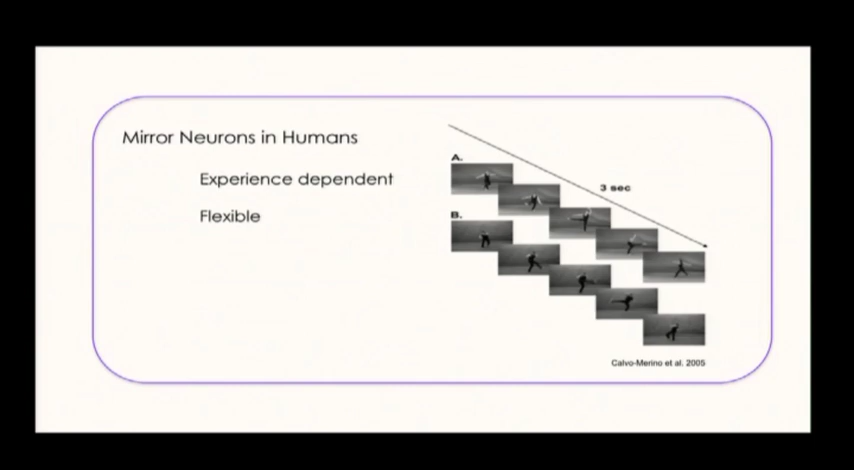 Mirror Neurons in Humans
Experience dependent
Flexible
A.
3 sec
B.
Calvo-Merino et al. 2005